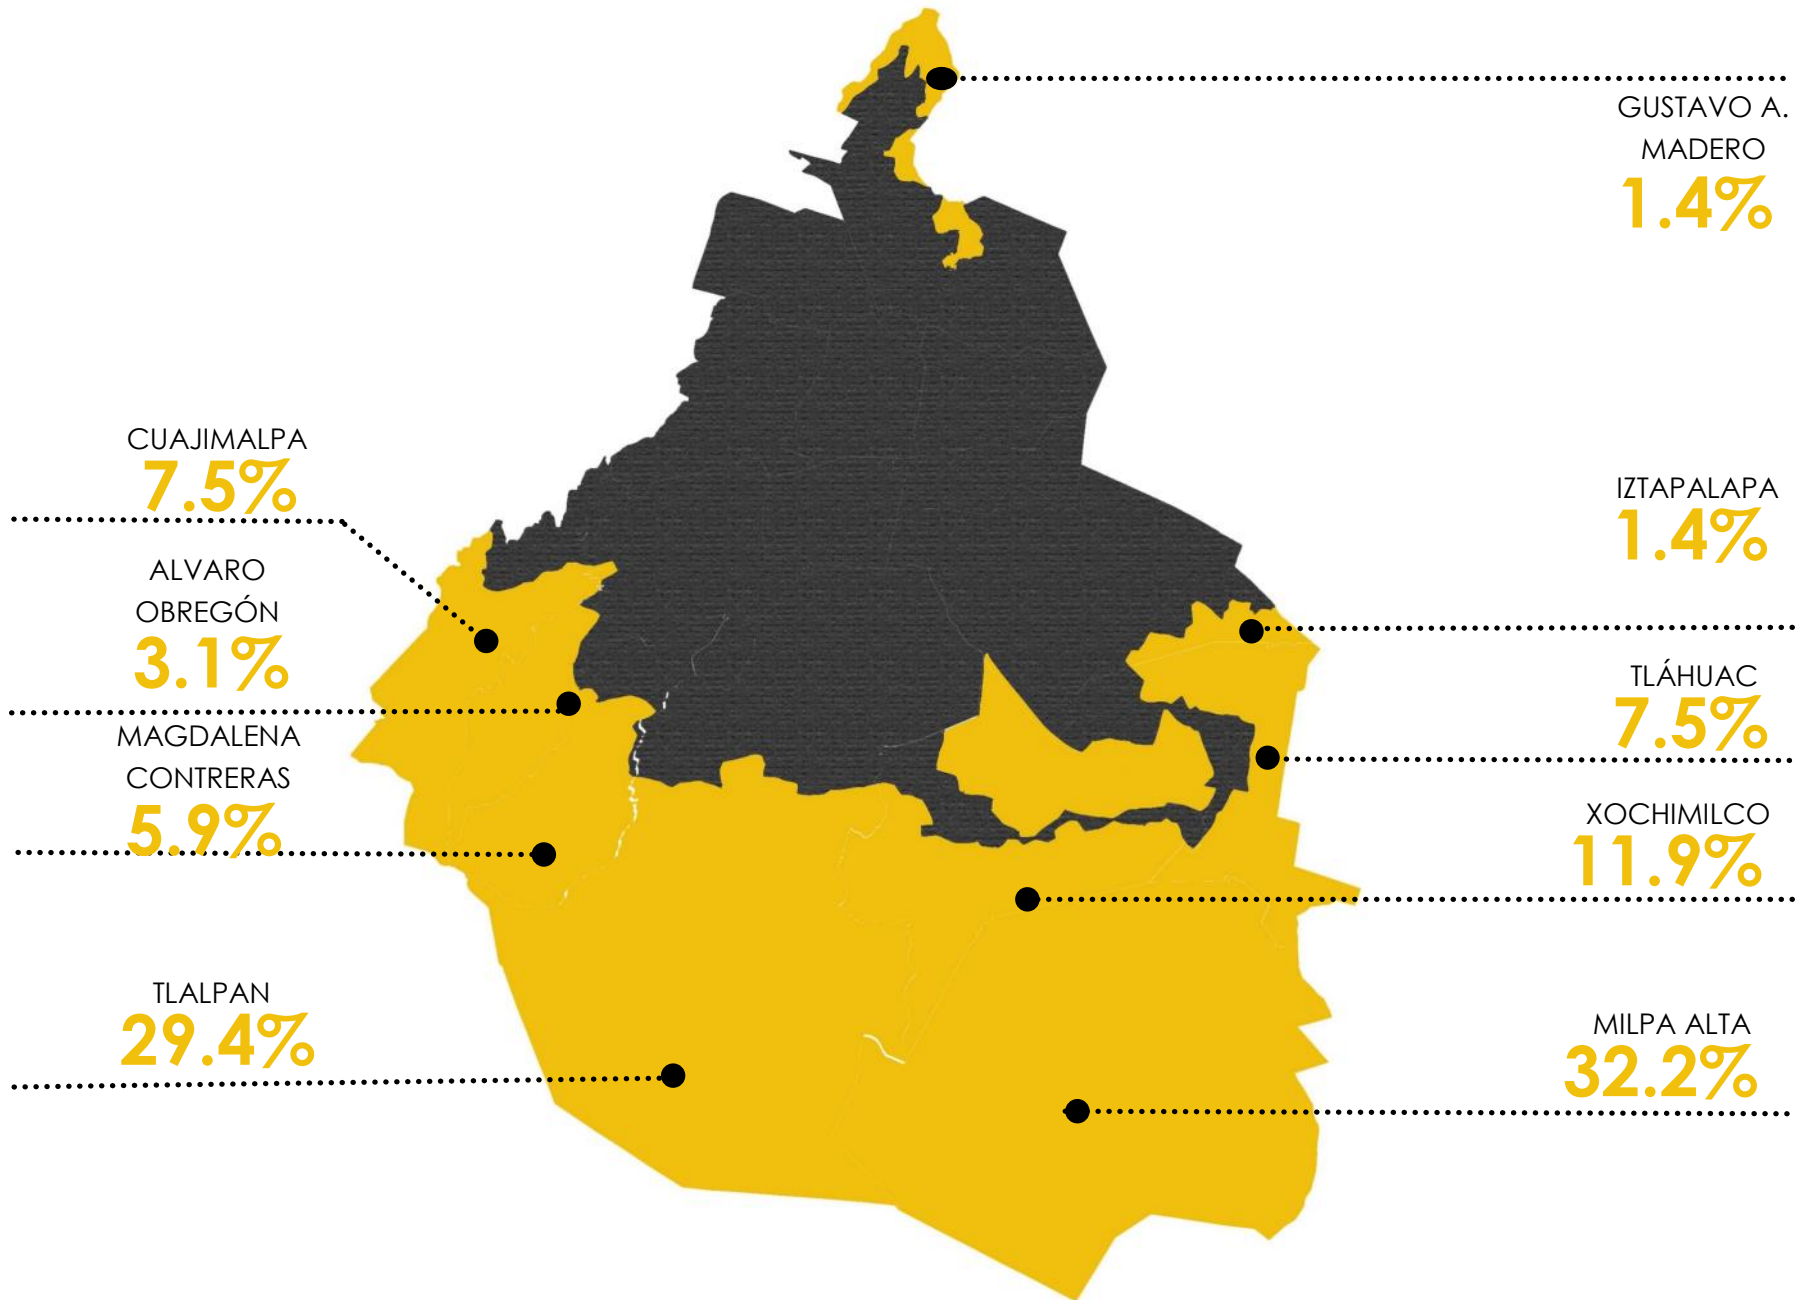 GUSTAVO A.
MADERO
1.4%
CUAJIMALPA
7.5%
ALVARO
OBREGÓN
3.1%
MAGDALENA
CONTRERAS
5.9%
TLALPAN
29.4%
IZTAPALAPA
1.4%
TLÁHUAC
7.5%
XOCHIMILCO
11.9%
MILPA ALTA
32.2%